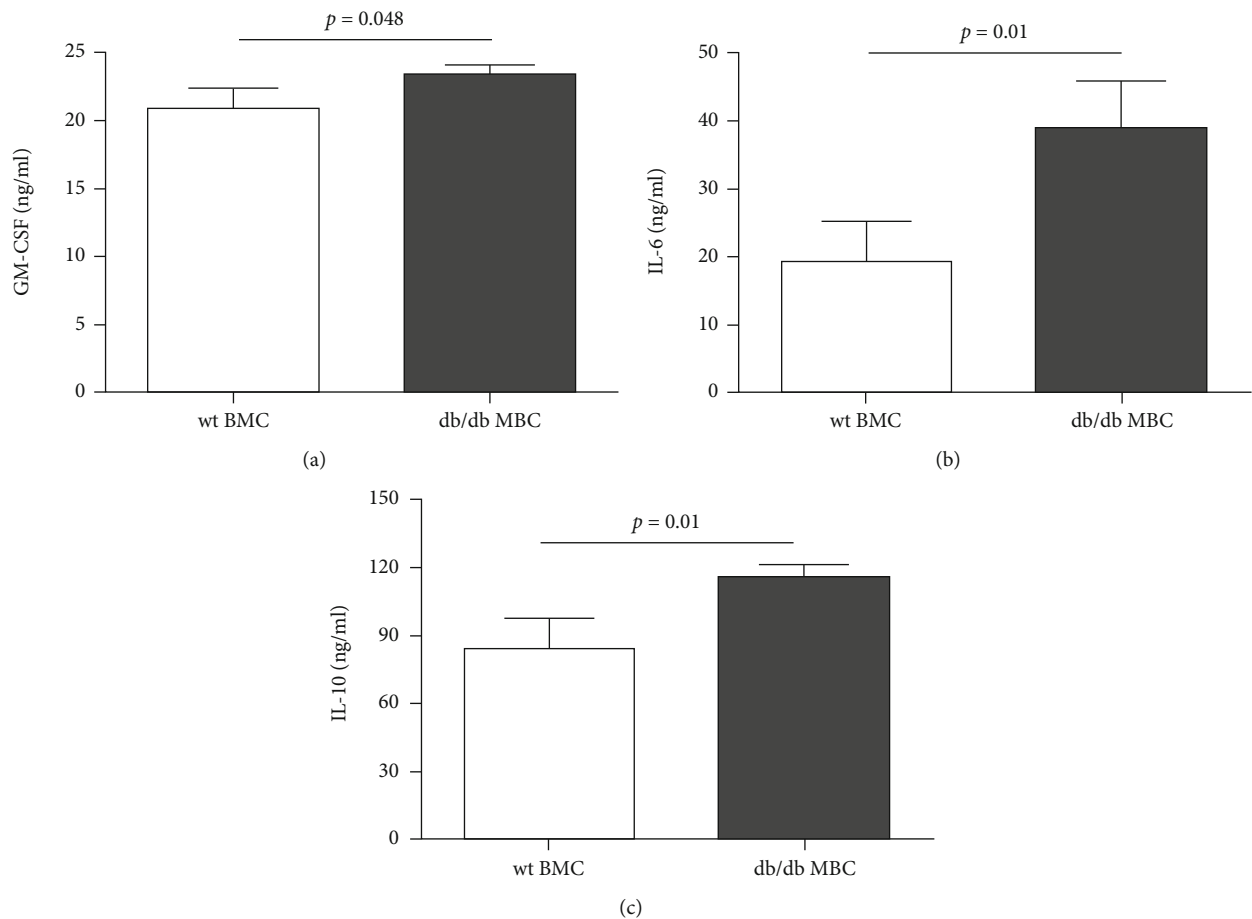 p = 0.048
25
20
15
10
5
0
GM-CSF (ng/ml)
wt BMC
db/db MBC
(a)
p = 0.01
50
40
30
20
10
0
IL-6 (ng/ml)
wt BMC
db/db MBC
(b)
p = 0.01
150
120
90
60
30
0
IL-10 (ng/ml)
wt BMC
db/db MBC
(c)